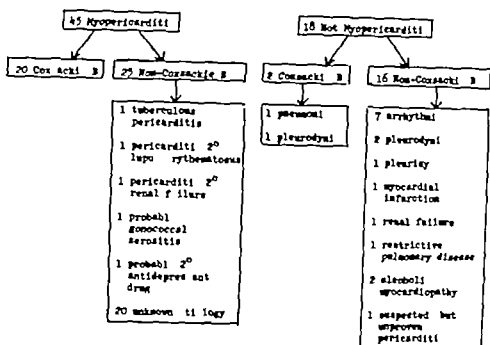 45 Myopericarditi
18 Not Myopericarditi
20 Cox acki B
25 Non-Coxsackie B
2 Coxsacki B
16 Non-Coxsacki B
1 tuberculous
pericarditis
1 pericarditi 2°
lupu rythematosus
1 pericarditi 2°
renal f ilure
1 probabl
gonococcal
serositis
1 probabl 2°
antidepres ant
drug
20 unknown ti logy
1 pneumoni
1 pleurodyni
7 arrhythmi
2 pleurodyni
1 pleurisy
1 myocardial
infarction
1 renal failure
1 restrictive
pulmonary disease
2 alcoholi
myocardiopathy
1 suspected but
unproven
pericarditi